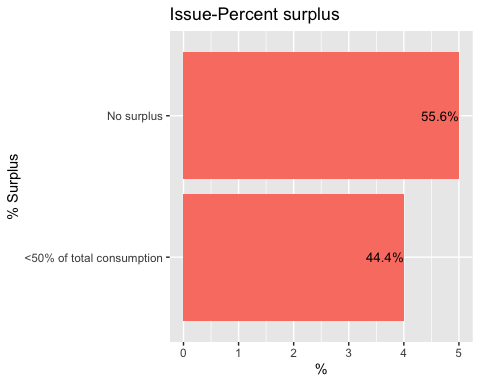 Issue-Percent surplus
% Surplus
No surplus
55.6%
<50% of total consumption
44.4%
0 1 2 3 4 5
%